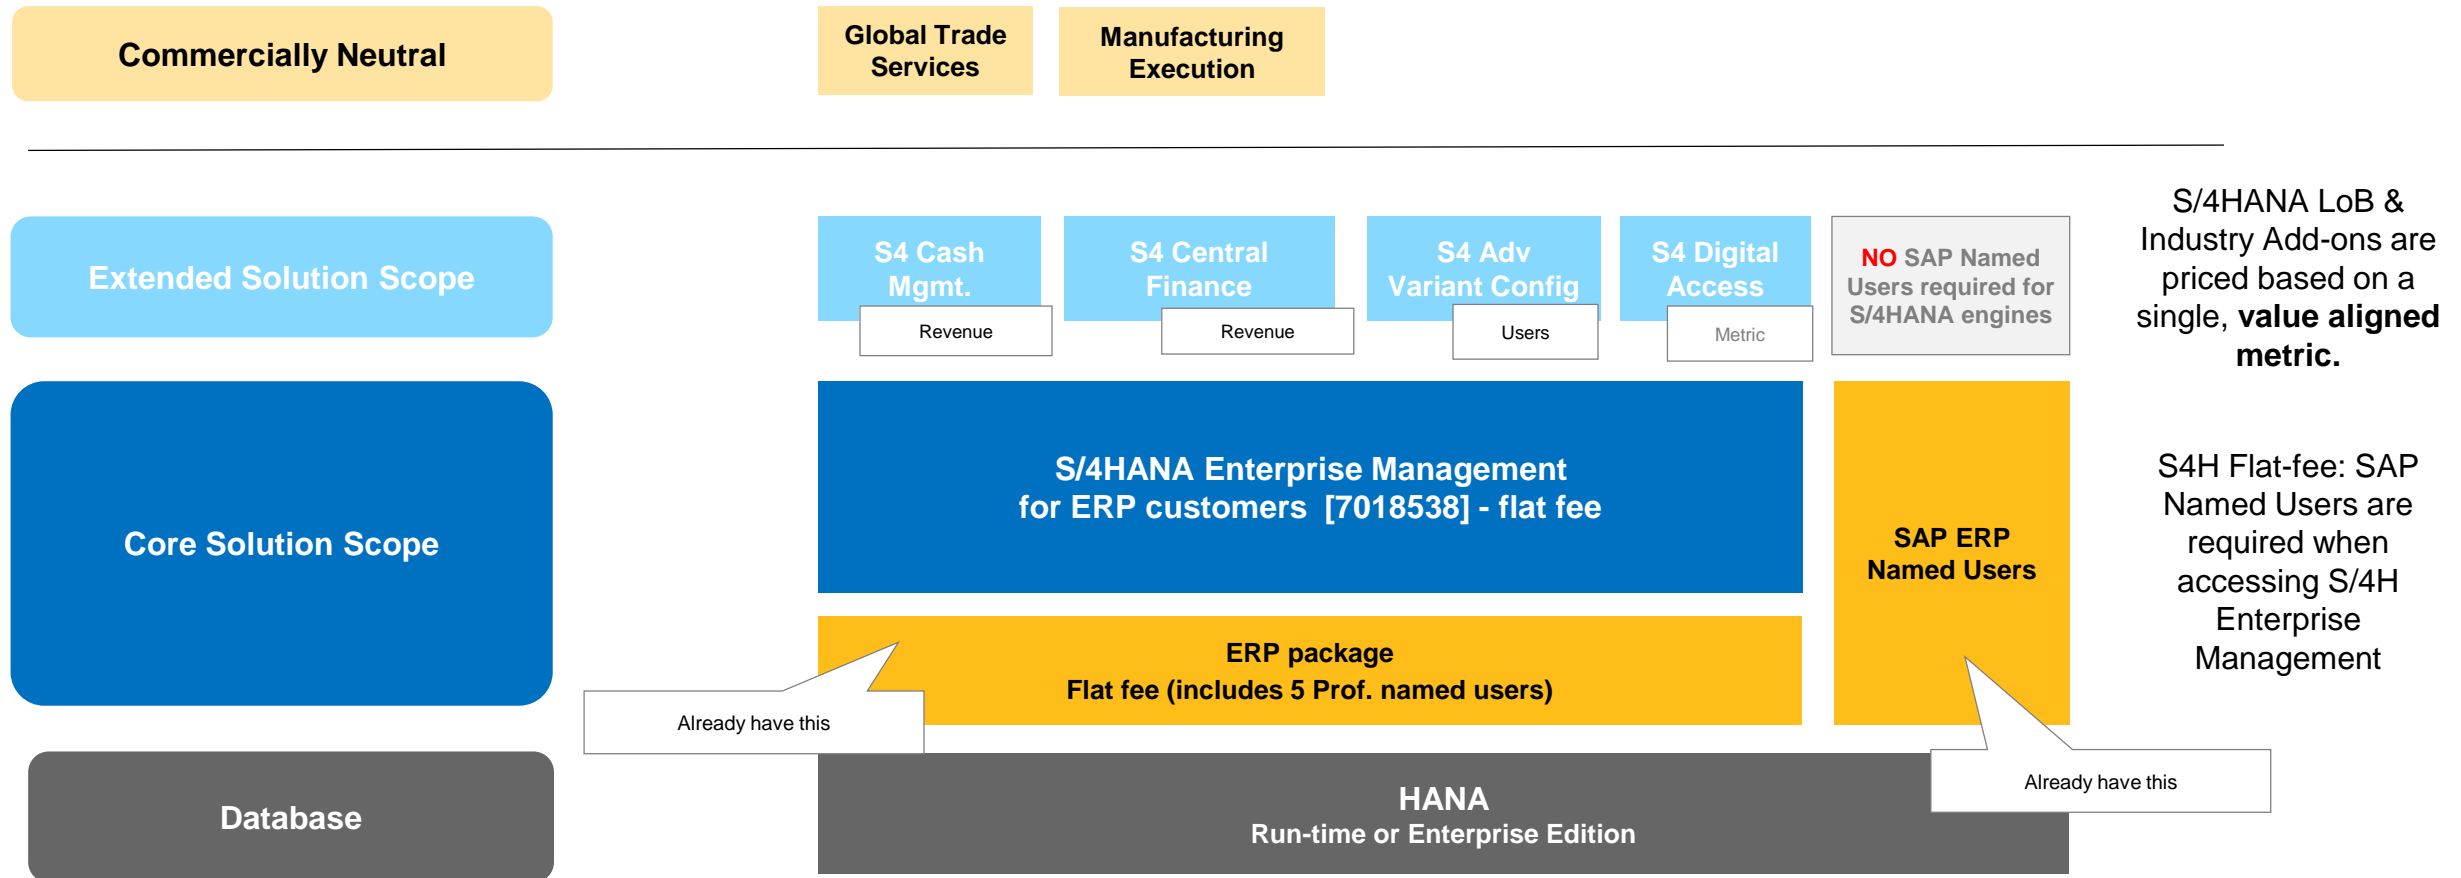 Commercially Neutral
Global Trade
Services
Manufacturing
Execution
Extended Solution Scope
S4 Cash
Mgmt.
Revenue
S4 Central
Finance
Revenue
S4 Adv
Variant Config
Users
S4 Digital
Access
Metric
NO SAP Named
Users required for
S/4HANA engines
S/4HANA LoB &
Industry Add-ons are
priced based on a
single, value aligned
metric.
Core Solution Scope
S/4HANA Enterprise Management
for ERP customers [7018538] - flat fee
SAP ERP
Named Users
S4H Flat-fee: SAP
Named Users are
required when
accessing S/4H
Enterprise
Management
ERP package
Flat fee (includes 5 Prof. named users)
Already have this
Already have this
Database
HANA
Run-time or Enterprise Edition